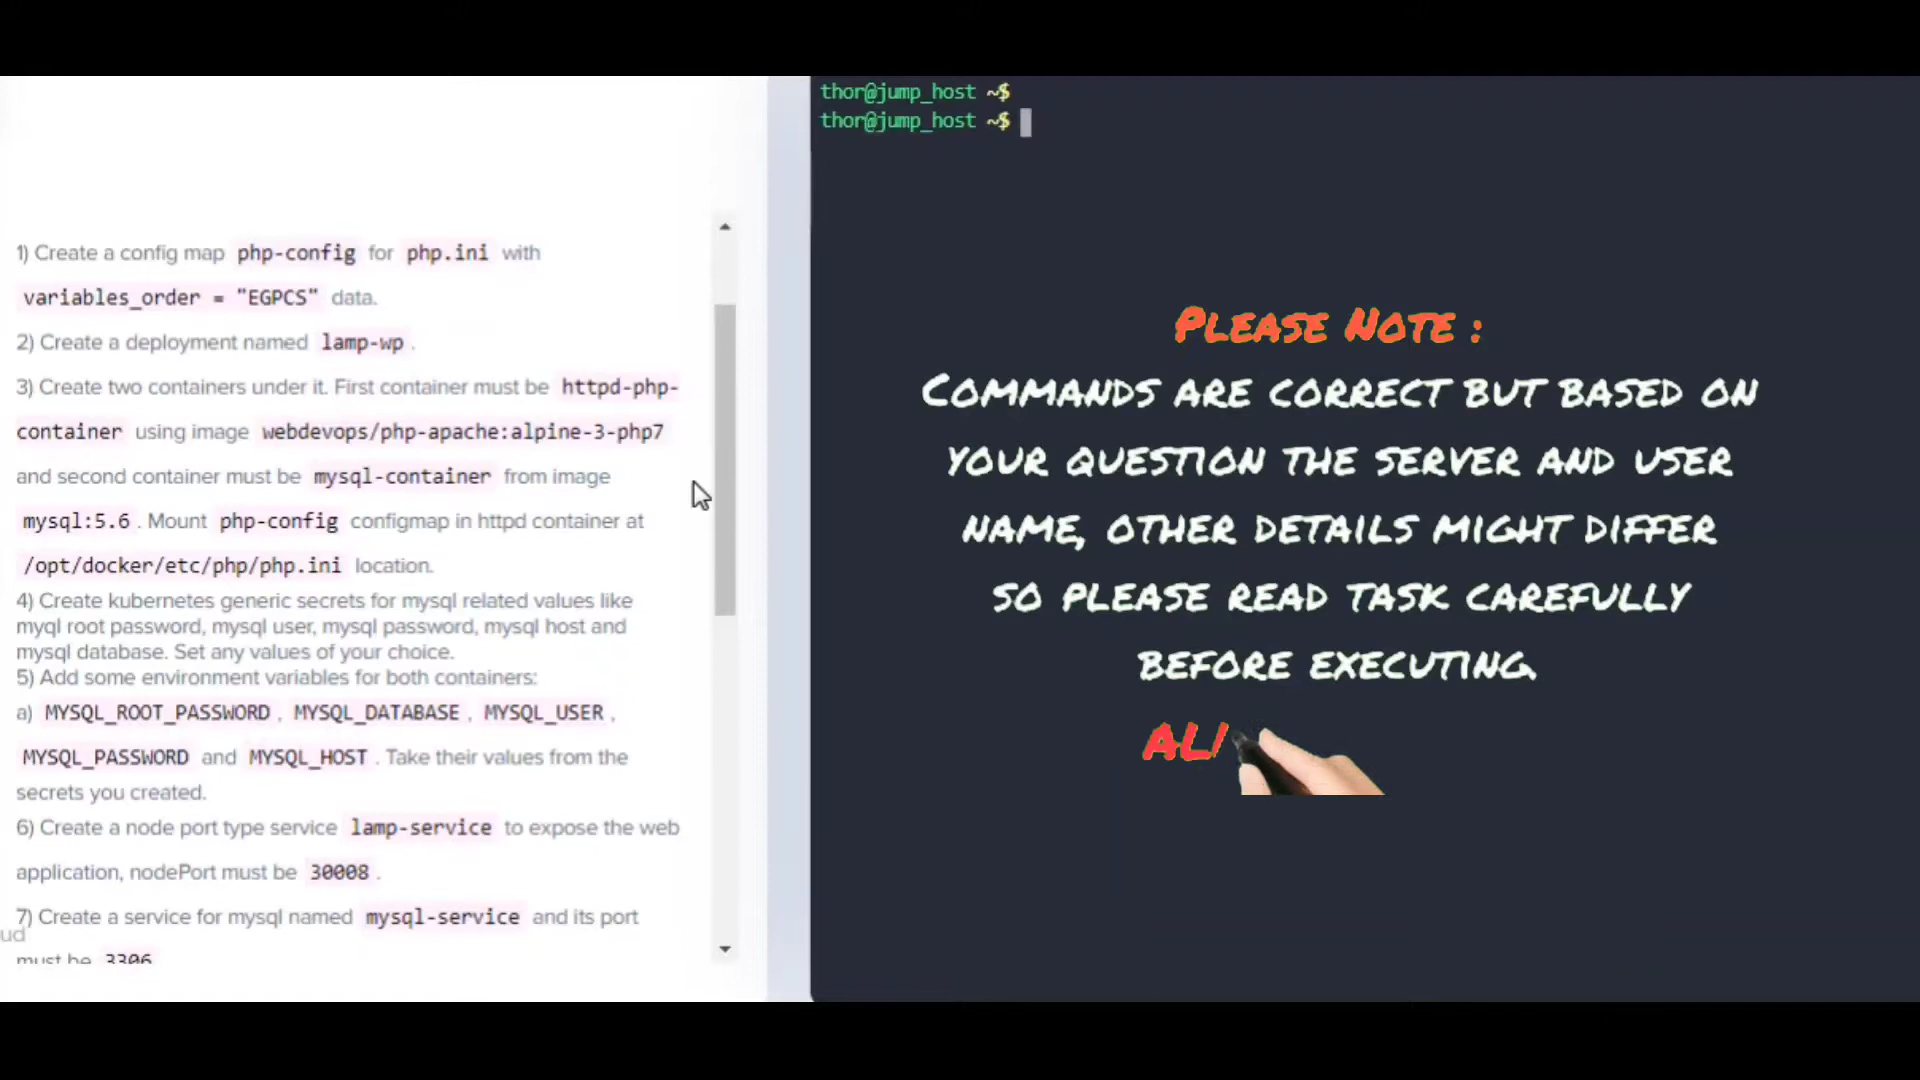 1) Create a config map php-config for php.ini with
variables_order = "EGPCS" data.
2) Create a deployment named lamp-wp .
3) Create two containers under it. First container must be httpd-php-
container using image webdevops/php-apache:alpine-3-php7
and second container must be mysql-container from image
mysql:5.6 . Mount php-config configmap in httpd container at
/opt/docker/etc/php/php.ini location.
4) Create kubernetes generic secrets for mysql related values like
myql root password, mysql user, mysql password, mysql host and
mysql database. Set any values of your choice.
5) Add some environment variables for both containers:
a) MYSQL_ROOT_PASSWORD , MYSQL_DATABASE , MYSQL_USER ,
MYSQL_PASSWORD and MYSQL_HOST . Take their values from the
secrets you created.
6) Create a node port type service lamp-service to expose the web
application, nodePort must be 30008 .
7) Create a service for mysql named mysql-service and its port
ud
must be 3306
thor@jump_host ~$
thor@jump_host ~$
PLEASE NOTE :
COMMANDS ARE CORRECT BUT BASED ON
YOUR QUESTION THE SERVER AND USER
NAME, OTHER DETAILS MIGHT DIFFER
SO PLEASE READ TASK CAREFULLY
BEFORE EXECUTING.